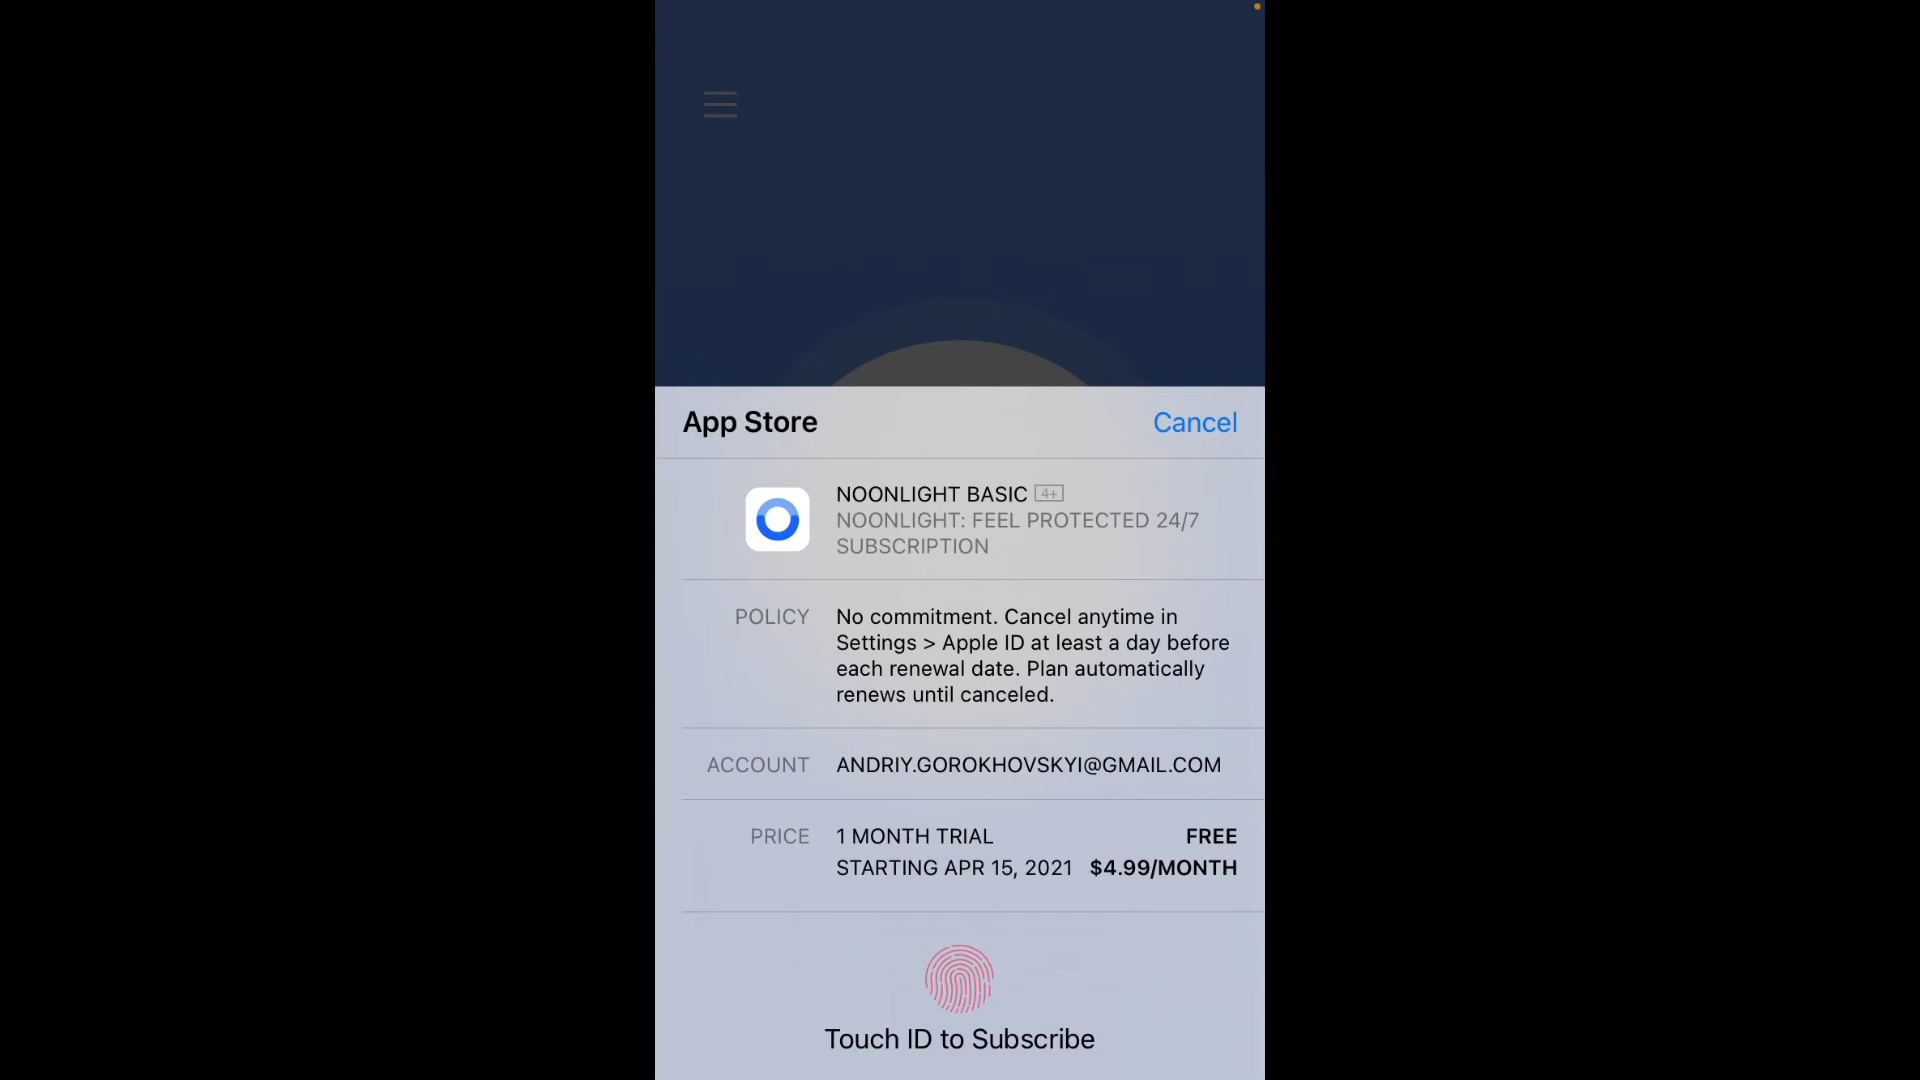 App Store
Cancel
NOONLIGHT BASIC 4+
NOONLIGHT: FEEL PROTECTED 24/7
SUBSCRIPTION
POLICY
No commitment. Cancel anytime in
Settings > Apple ID at least a day before
each renewal date. Plan automatically
renews until canceled.
ACCOUNT
ANDRIY.GOROKHOVSKYI@GMAIL.COM
PRICE
1 MONTH TRIAL
FREE
STARTING APR 15, 2021
$4.99/MONTH
Touch ID to Subscribe